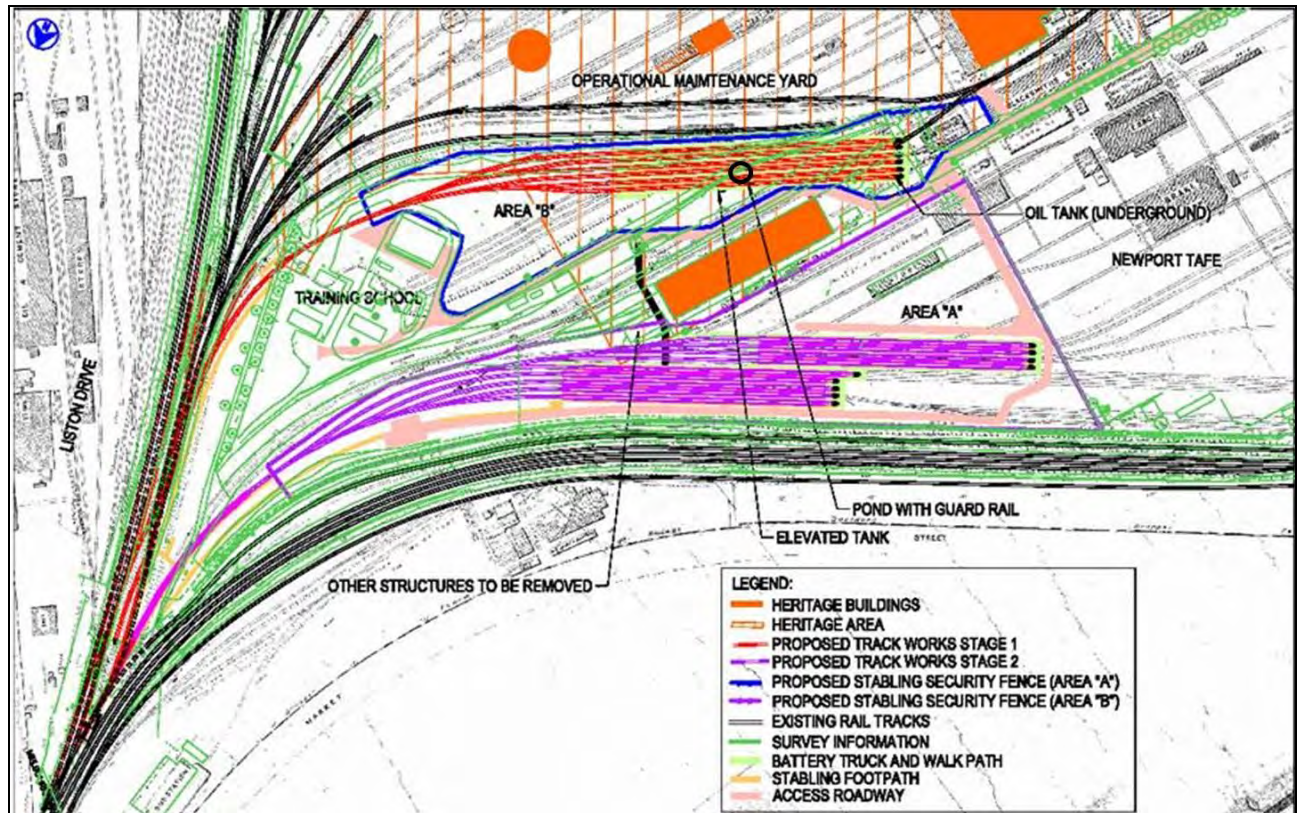 OPERATIONAL MAIMTENANCE YARD
AREA "B"
OIL TANK (UNDERGROUND)
NEWPORT TAFE
TRAINING SCHOOL
AREA "A"
LISTON DRIVE
POND WITH GUARD RAIL
ELEVATED TANK
STREET
OTHER STRUCTURES TO BE REMOVED
MARKET
LEGEND:
HERITAGE BUILDINGS
HERITAGE AREA
PROPOSED TRACK WORKS STAGE 1
PROPOSED TRACK WORKS STAGE 2
PROPOSED STABLING SECURITY FENCE (AREA "A")
PROPOSED STABLING SECURITY FENCE (AREA "B")
EXISTING RAIL TRACKS
SURVEY INFORMATION
BATTERY TRUCK AND WALK PATH
STABLING FOOTPATH
ACCESS ROADWAY